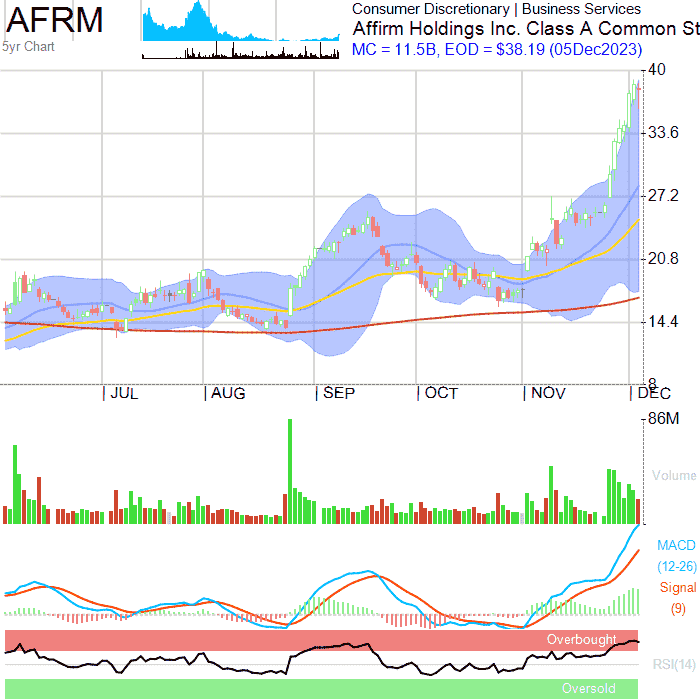 AFRM
5yr Chart
Consumer Discretionary | Business Services
Affirm Holdings Inc. Class A Common St
MC = 11.5B, EOD = $38.19 (05Dec2023)
40
33.6
27.2
20.8
14.4
8
JUL AUG SEP OCT NOV DEC
86M
Volume
MACD
(12-26)
Signal
(9)
Overbought
RSI(14)
Oversold